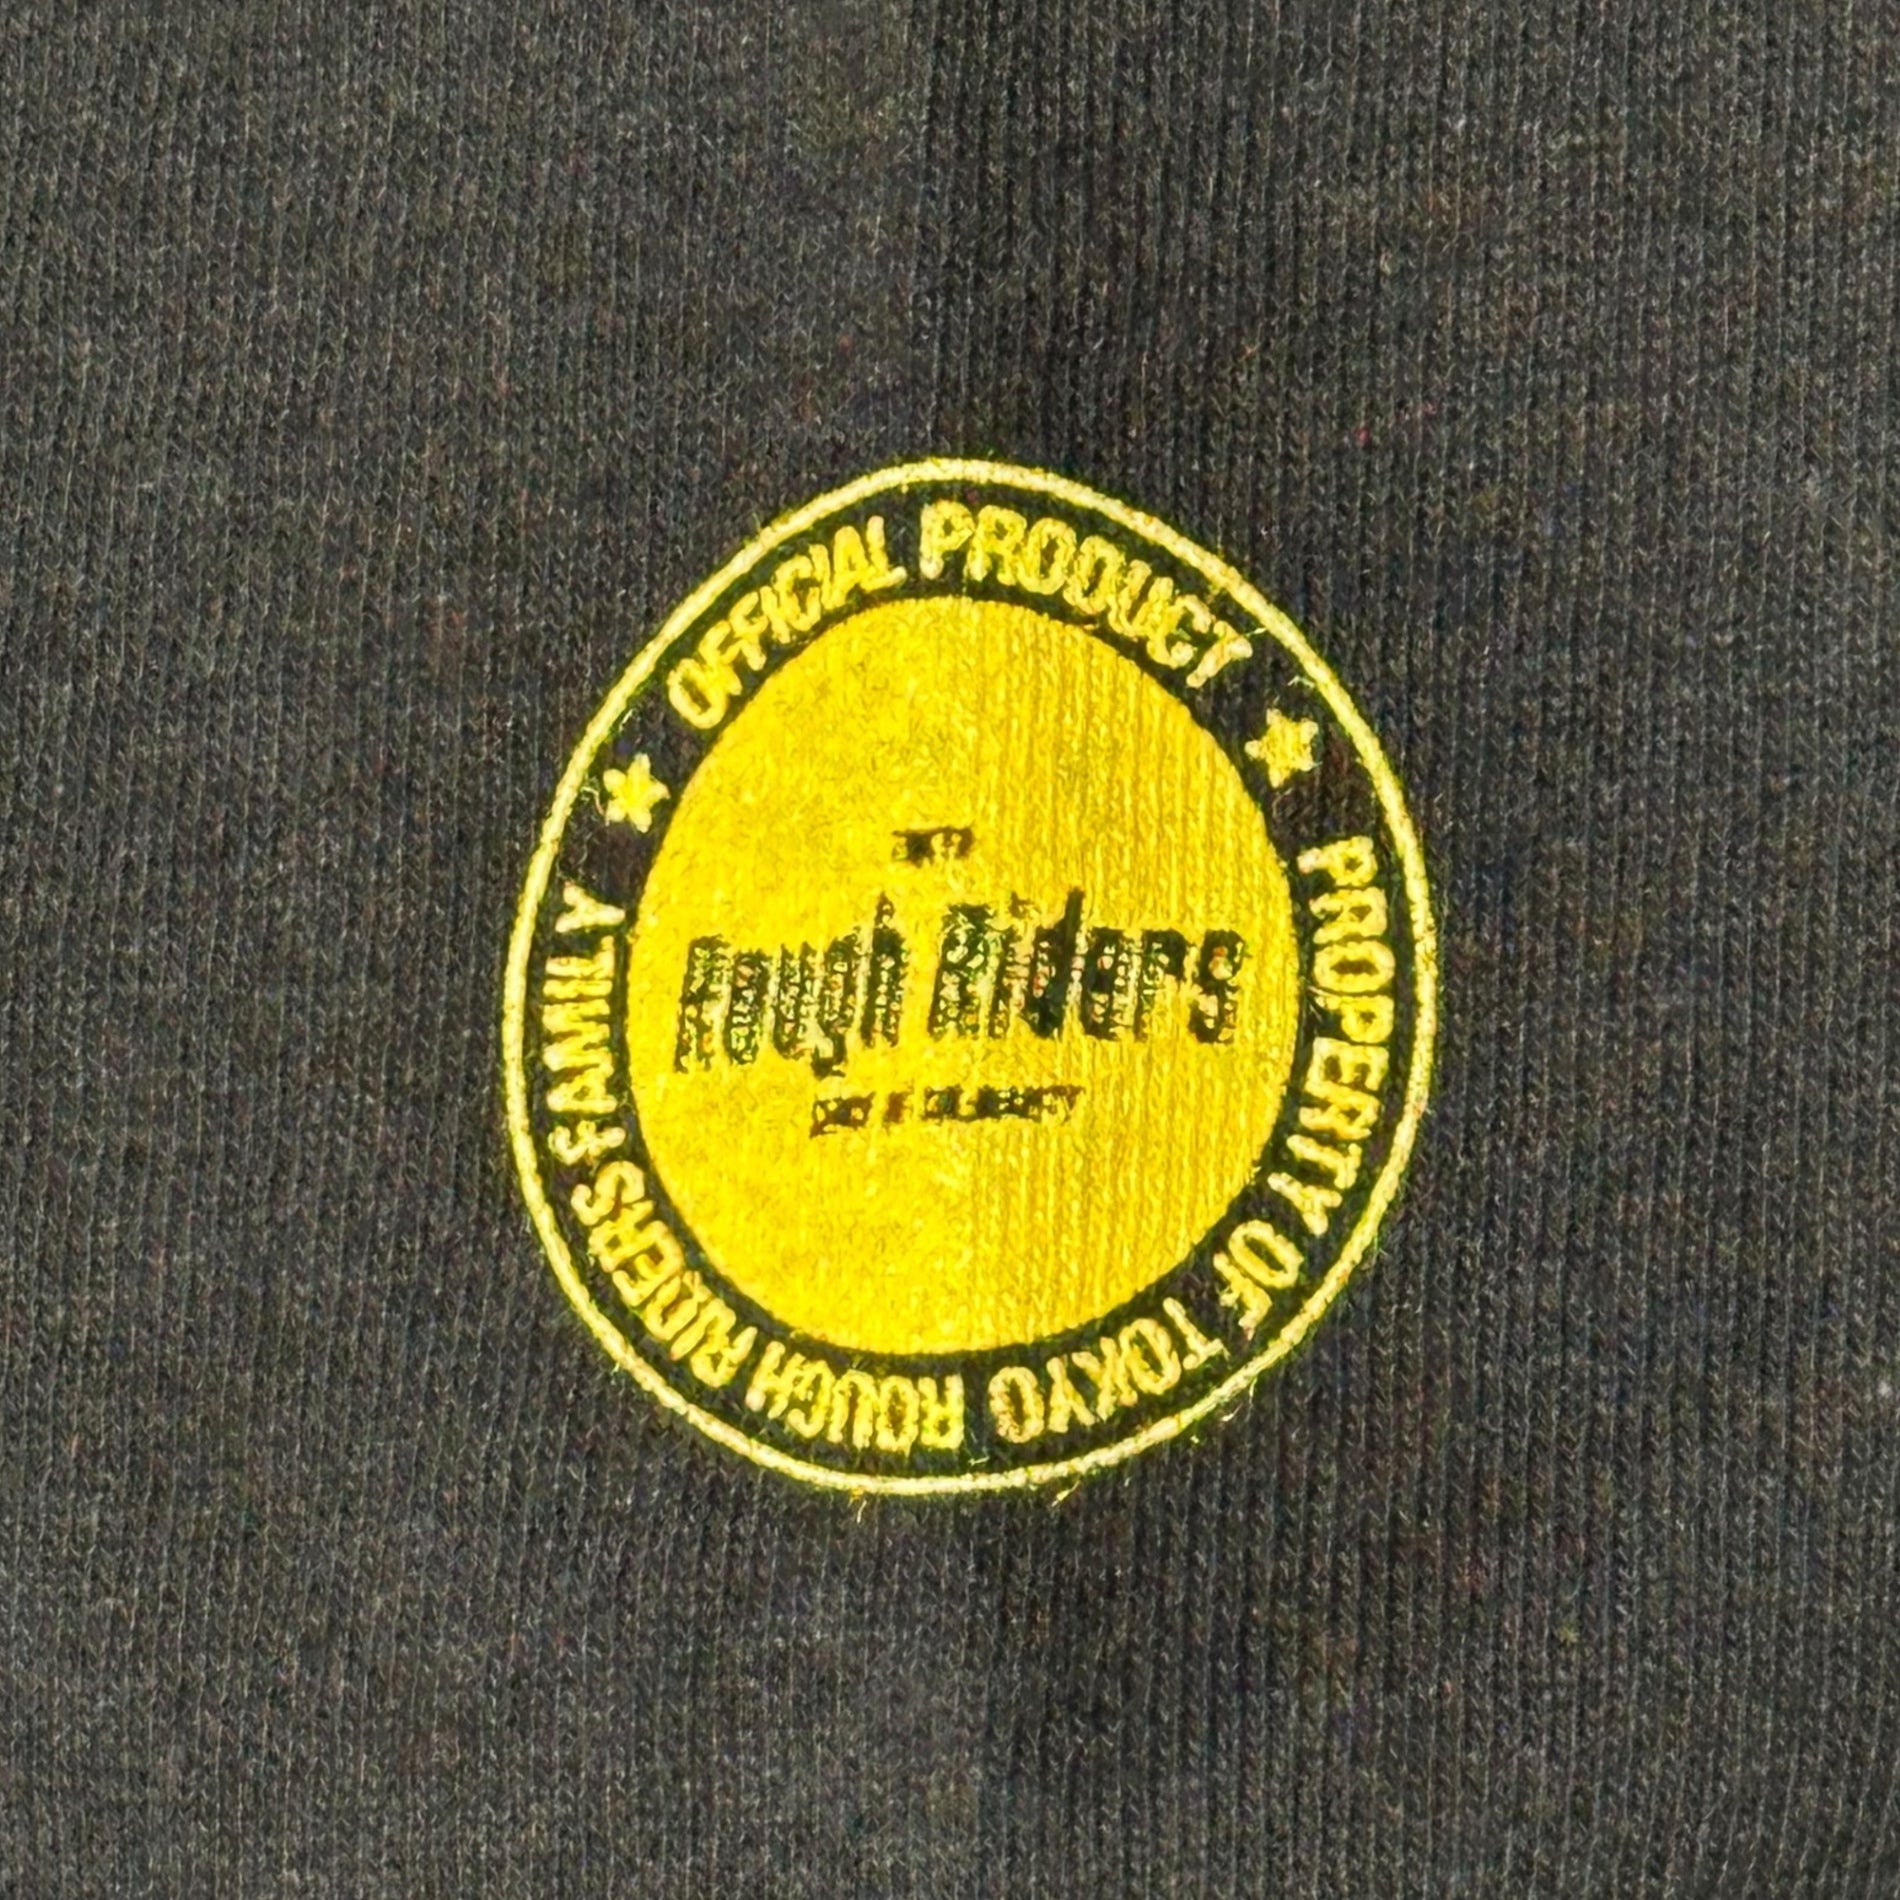 OFFICIAL PRODUCT
PROPERTY OF TOKYO ROUGH RIDERS FAMILY
Rough Riders